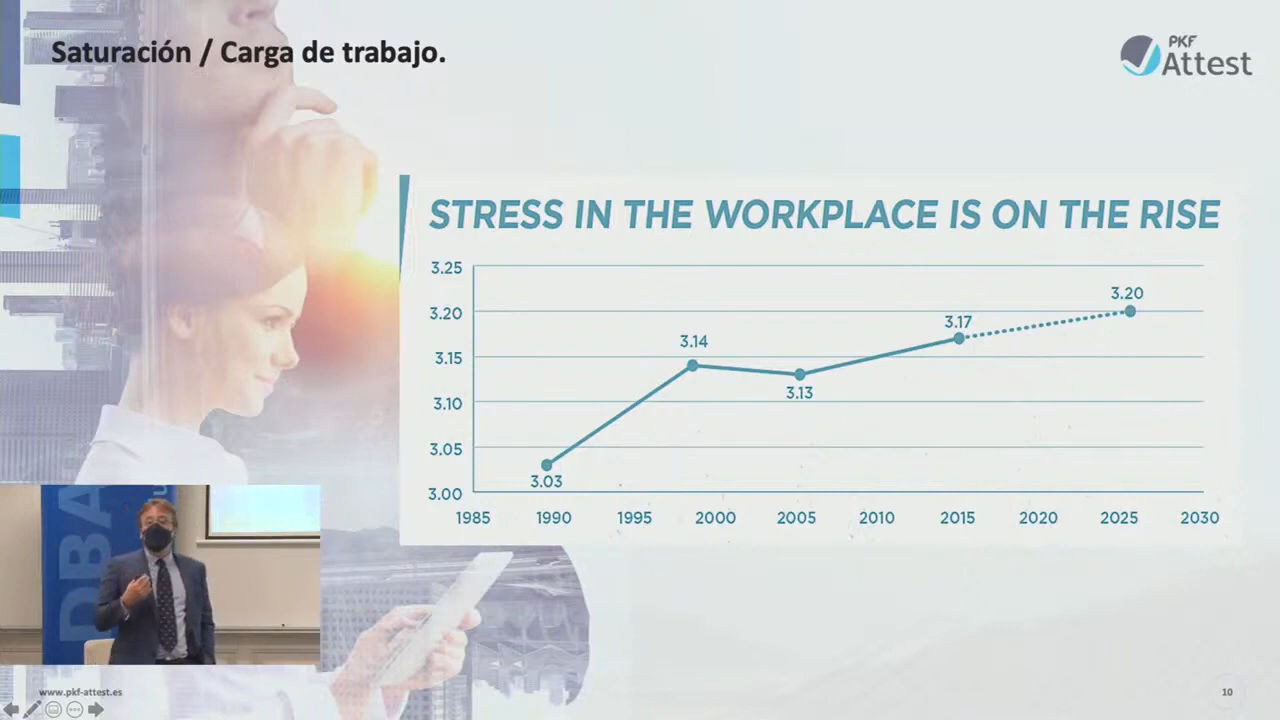 Saturación / Carga de trabajo.
PKF
Attest
STRESS IN THE WORKPLACE IS ON THE RISE
3.25
3.20
3.15
3.10
3.05
3.00
3.03
3.14
3.13
3.17
3.20
1985 1990 1995 2000 2005 2010 2015 2020 2025 2030
DBA
www.pkf-attest.es
10